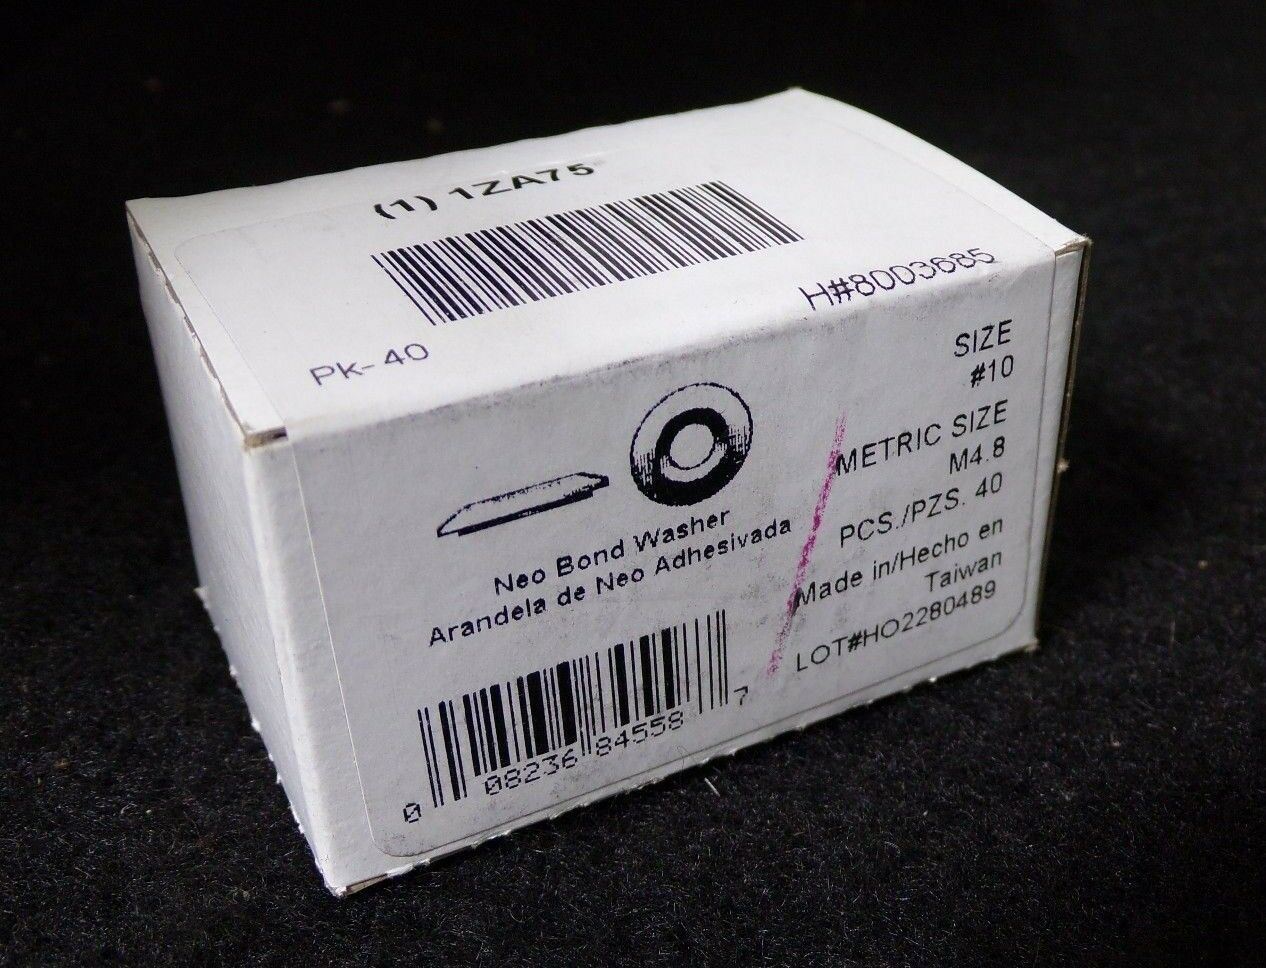 (1) 1ZA75
H#8003685
Pk-40
SIZE
#10
METRIC SIZE
M4.8
PCS./PZS. 40
Made in/Hecho en
Taiwan
LOT#HO2280489
Neo Bond Washer
Arandela de Neo Adhesivada
0 08236 84558 7